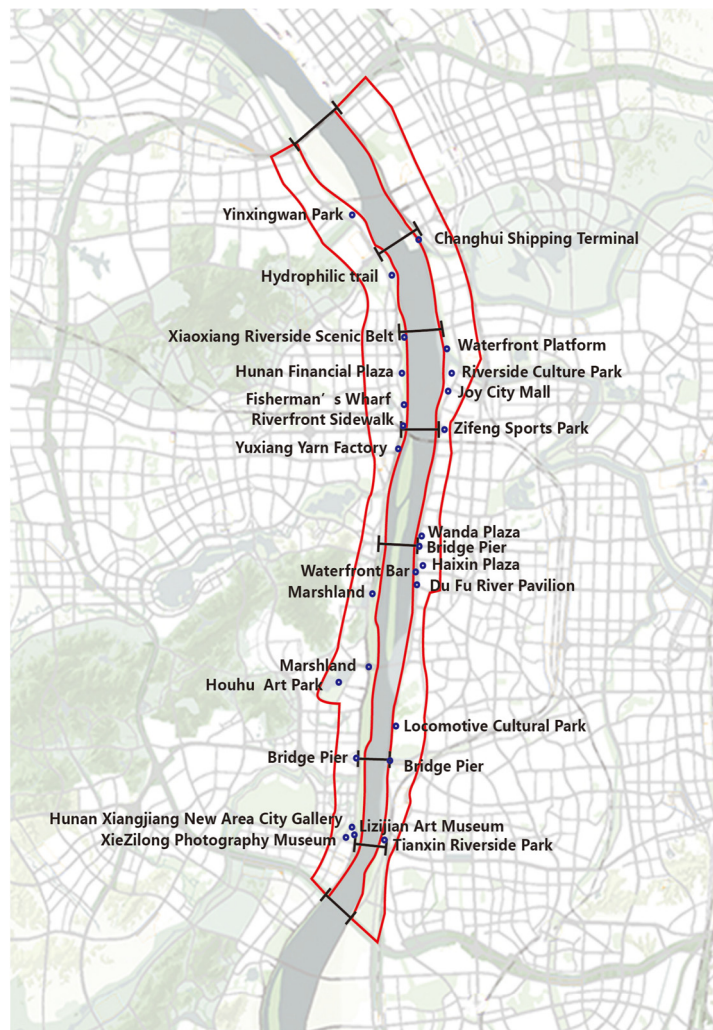 Yinxingwan Park
Changhui Shipping Terminal
Hydrophilic trail
Xiaoxiang Riverside Scenic Belt
Waterfront Platform
Hunan Financial Plaza
Riverside Culture Park
Joy City Mall
Fisherman's Wharf
Riverfront Sidewalk
Zifeng Sports Park
Yuxiang Yarn Factory
Wanda Plaza
Bridge Pier
Haixin Plaza
Waterfront Bar
Du Fu River Pavilion
Marshland
Marshland
Houhu Art Park
Locomotive Cultural Park
Bridge Pier
Bridge Pier
Hunan Xiangjiang New Area City Gallery
Lizijian Art Museum
XieZilong Photography Museum
Tianxin Riverside Park